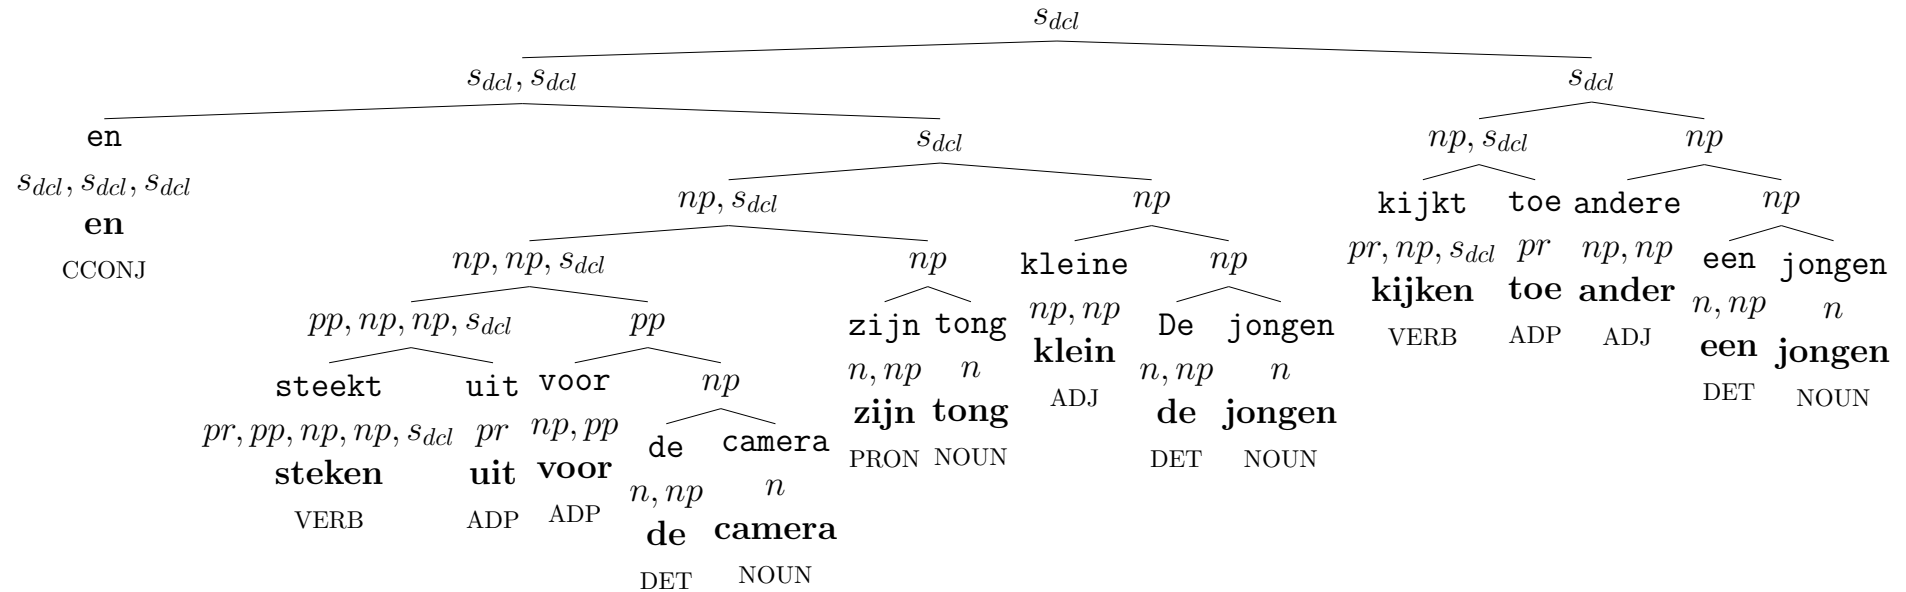 s_dcl
s_dcl, s_dcl
s_dcl
en
s_dcl
np, s_dcl
np
s_dcl, s_dcl, s_dcl
en
CCONJ
np, s_dcl
np
kijkt
toe
andere
np
pr, np, s_dcl
pr
np, np
kijken
toe
ander
VERB
ADP
ADJ
een
jongen
n, np
n
een
jongen
DET
NOUN
np, np, s_dcl
np
kleine
np
np, np
klein
ADJ
pp, np, np, s_dcl
pp
zijn
tong
De
jongen
n, np
n
n, np
n
zijn
tong
de
jongen
PRON
NOUN
DET
NOUN
steekt
uit
voor
np
pr, pp, np, np, s_dcl
pr
np, pp
steken
uit
voor
VERB
ADP
ADP
de
camera
n, np
n
de
camera
DET
NOUN